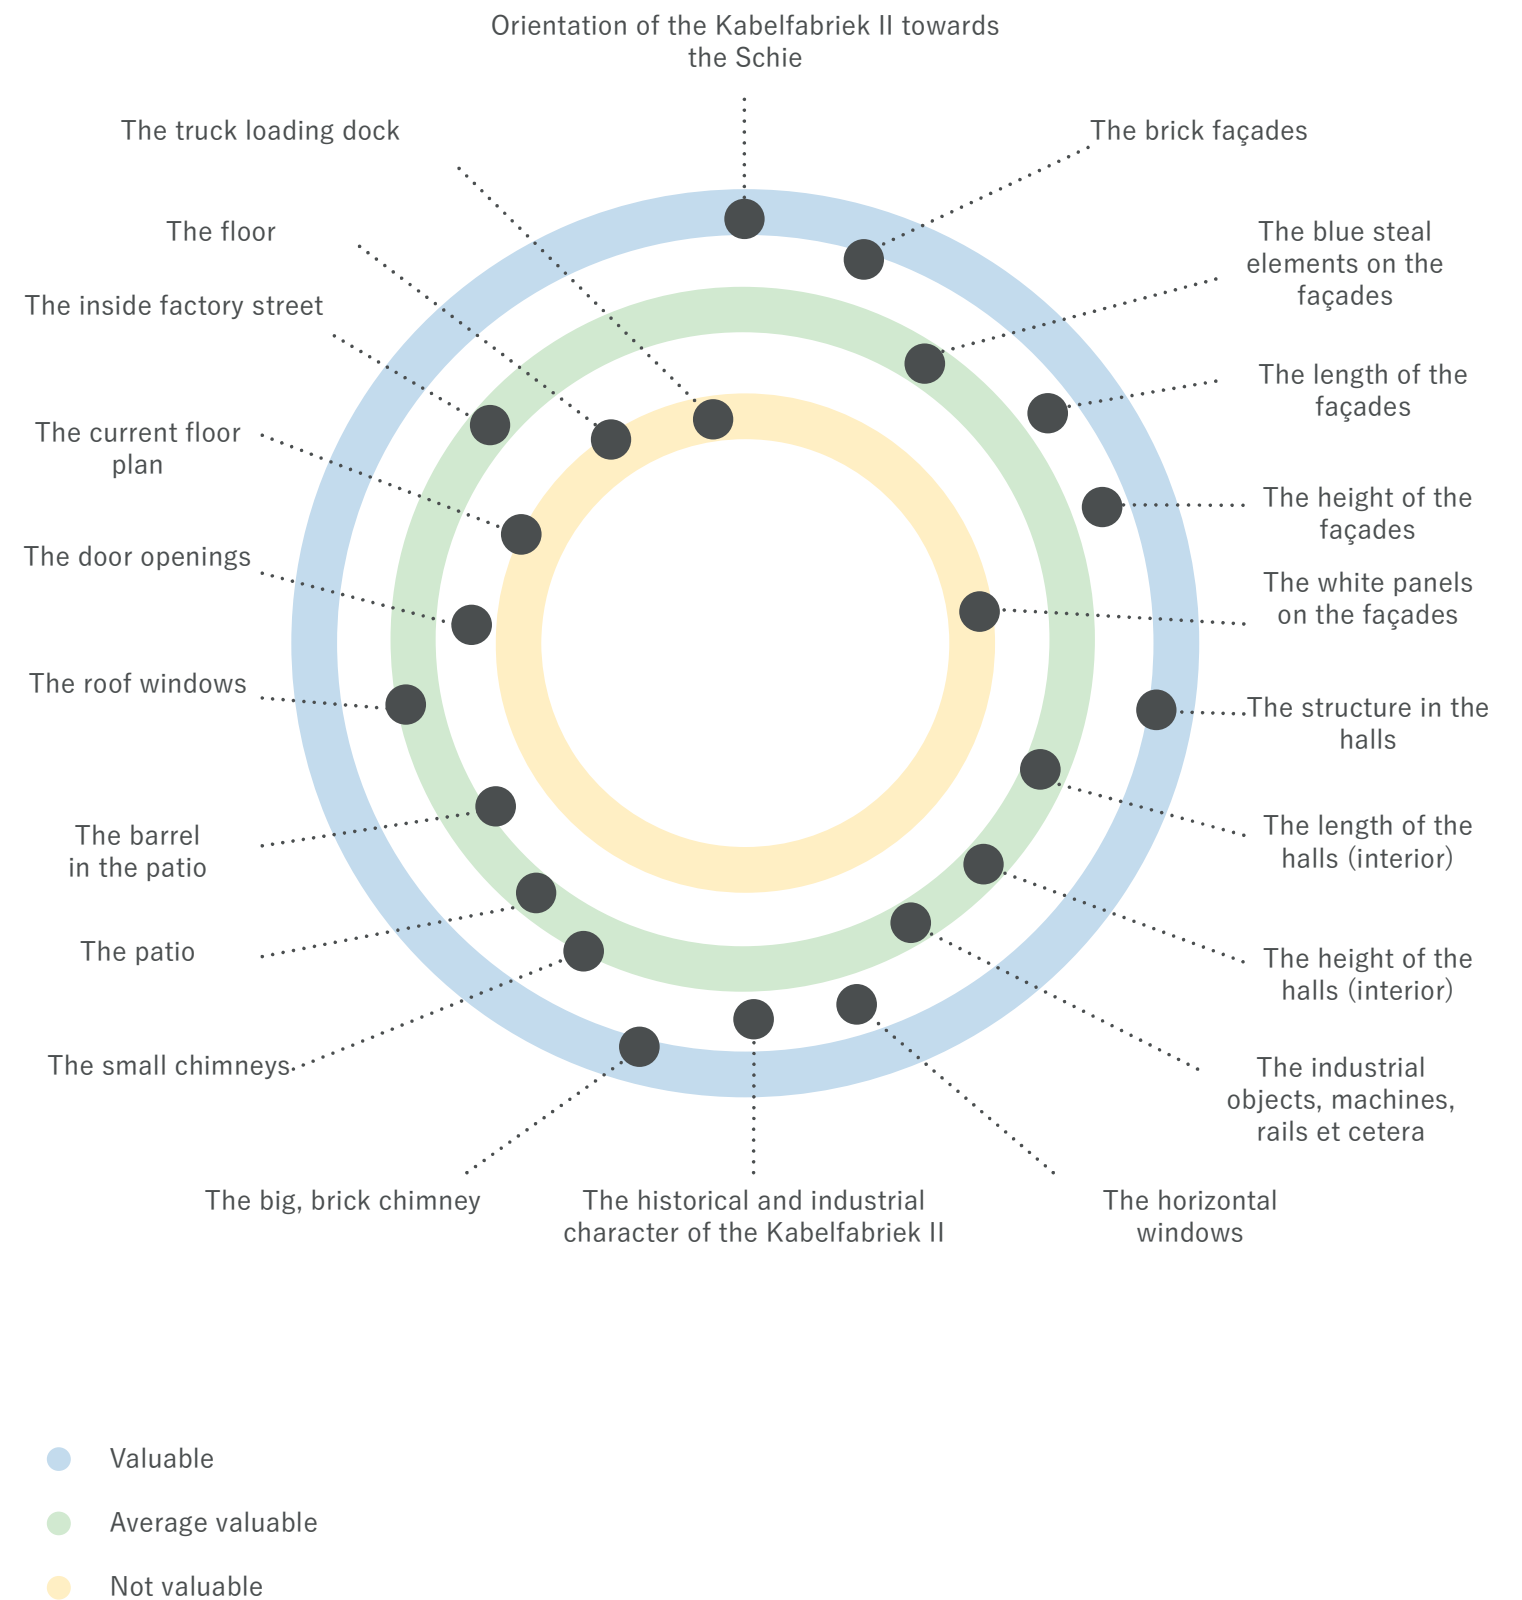 Orientation of the Kabelfabriek II towards
the Schie
The truck loading dock
The brick façades
The floor
The blue steal
elements on the
façades
The inside factory street
The length of the
façades
The current floor
plan
The height of the
façades
The door openings
The white panels
on the façades
The roof windows
The structure in the
halls
The barrel
in the patio
The length of the
halls (interior)
The patio
The height of the
halls (interior)
The small chimneys
The industrial
objects, machines,
rails et cetera
The big, brick chimney
The historical and industrial
character of the Kabelfabriek II
The horizontal
windows
Valuable
Average valuable
Not valuable